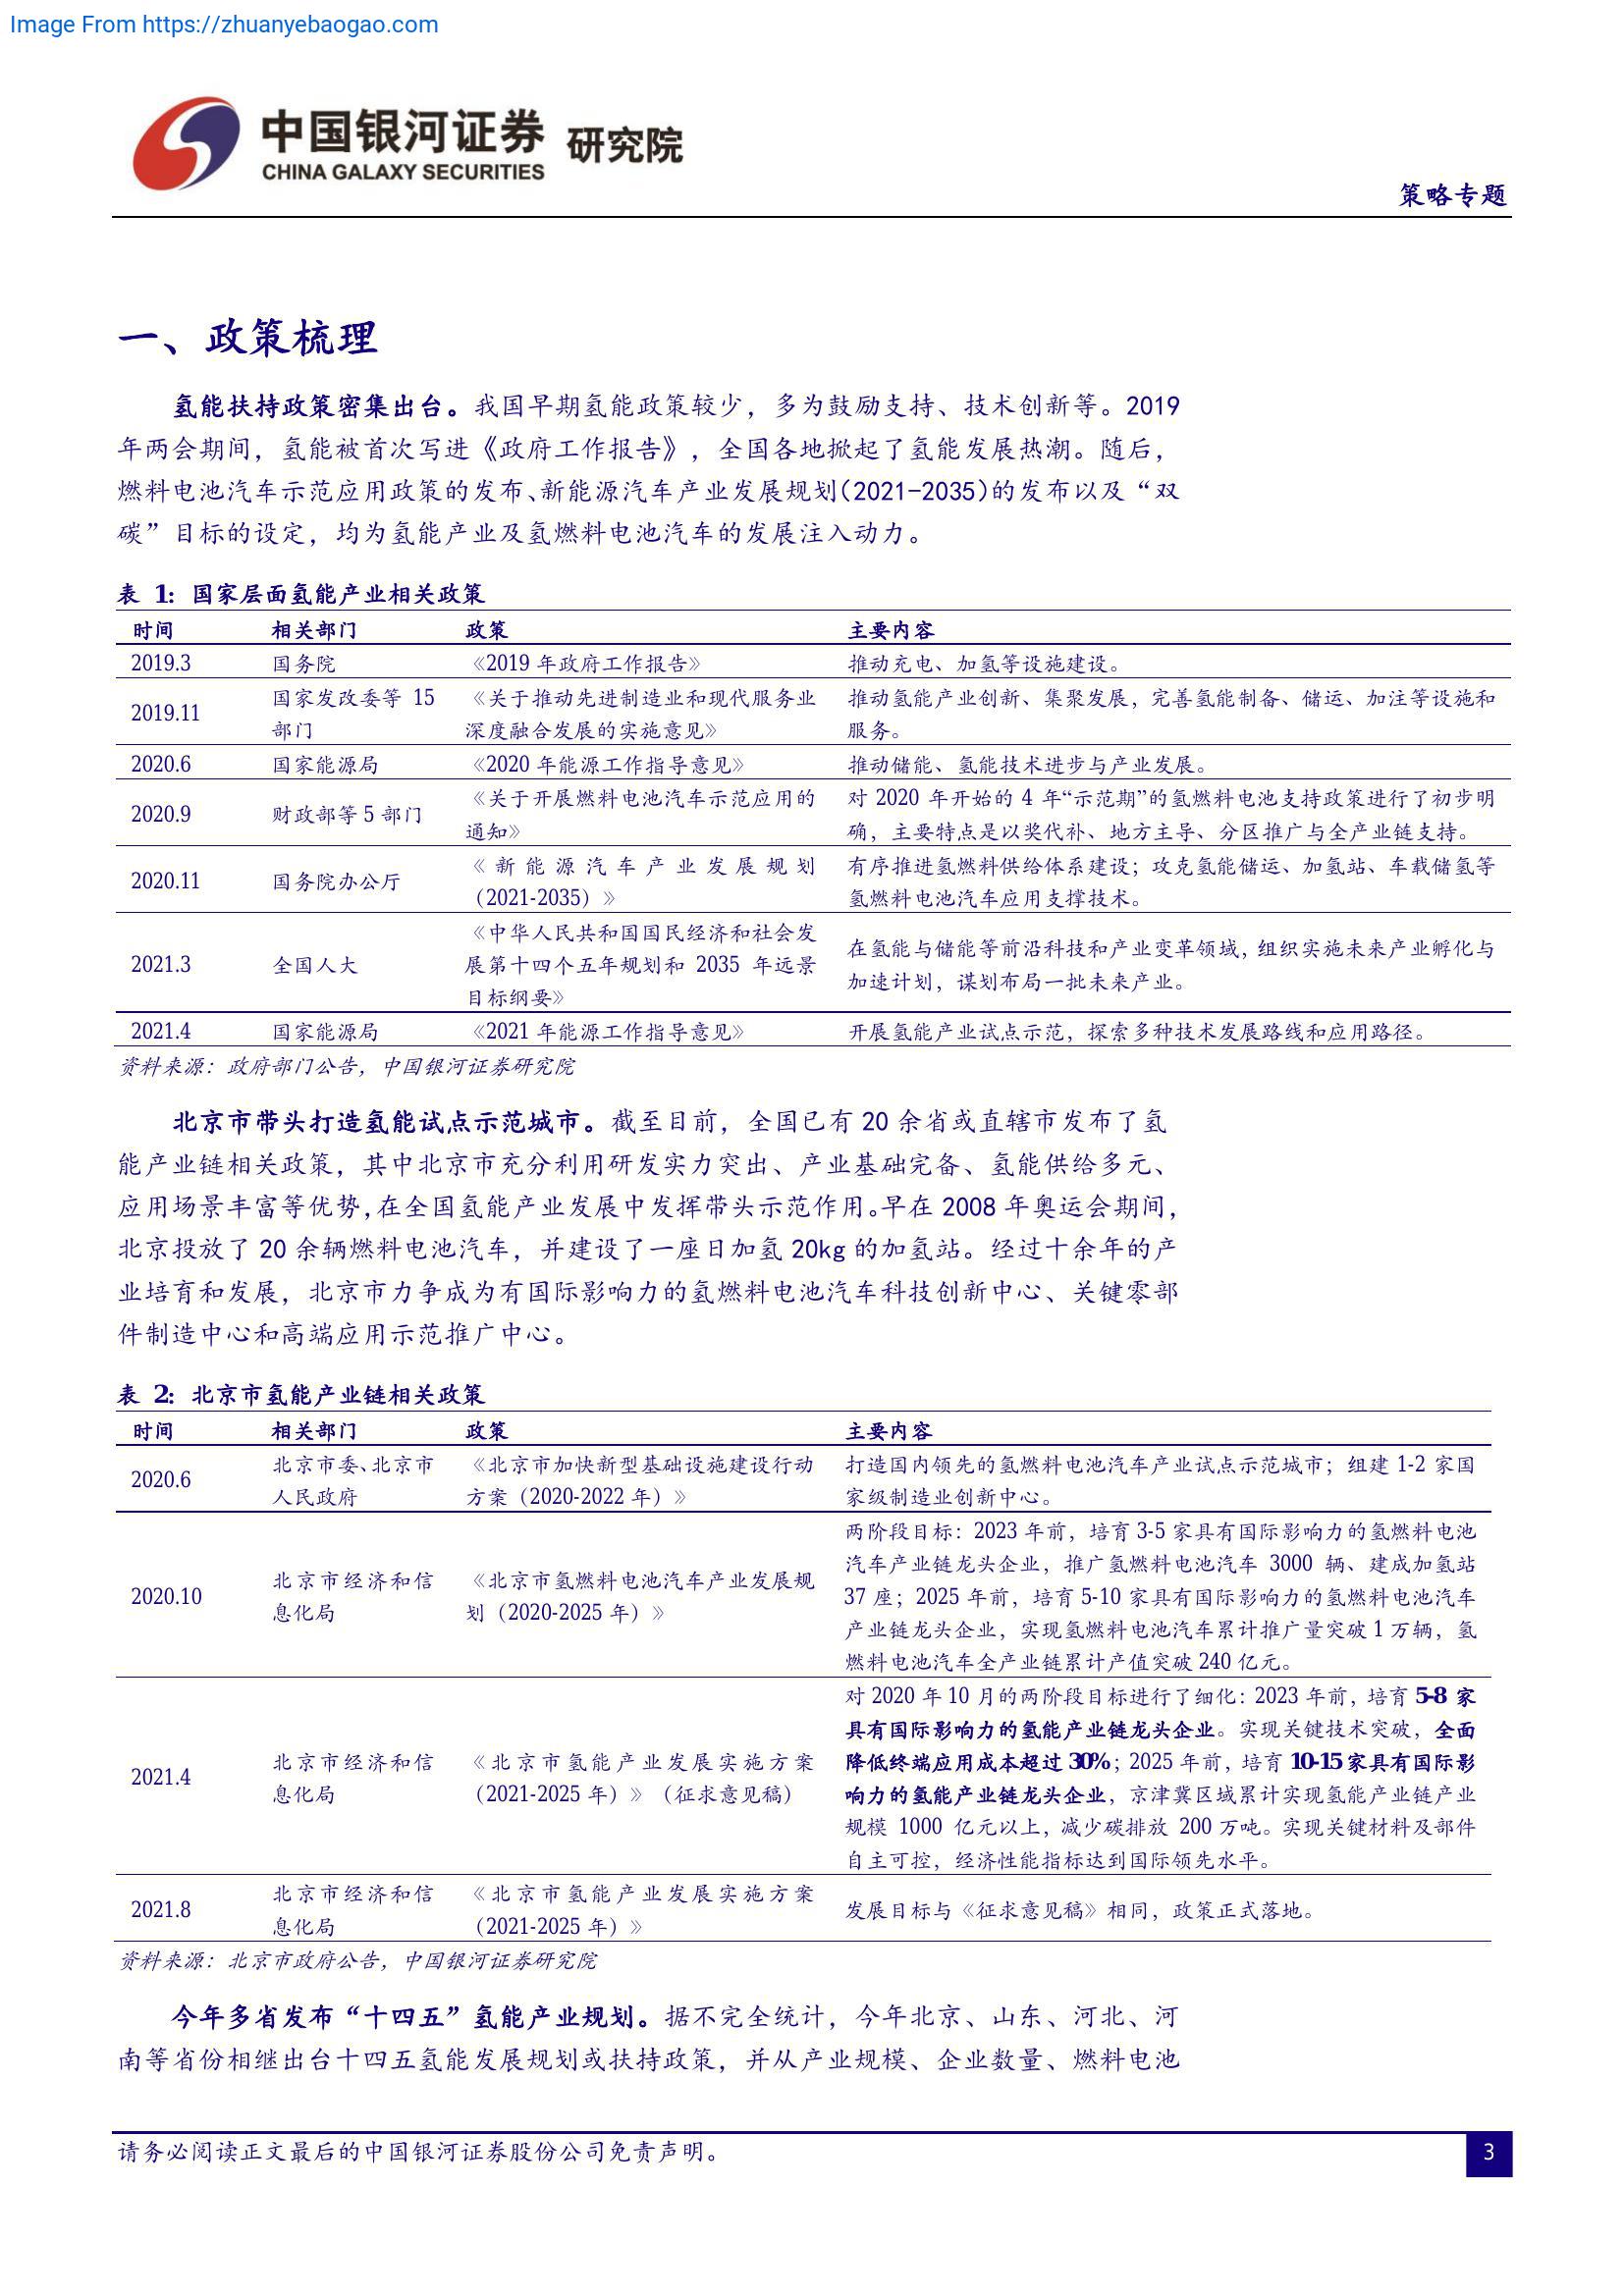 Image From https://zhuanyebaogao.com
中国银河证券 研究院
CHINA GALAXY SECURITIES
策略专题
一、政策梳理
氢能扶持政策密集出台。我国早期氢能政策较少，多为鼓励支持、技术创新等。2019
年两会期间，氢能被首次写进《政府工作报告》，全国各地掀起了氢能发展热潮。随后，
燃料电池汽车示范应用政策的发布、新能源汽车产业发展规划（2021-2035）的发布以及“双
碳”目标的设定，均为氢能产业及氢燃料电池汽车的发展注入动力。
表 1：国家层面氢能产业相关政策
时间 相关部门 政策 主要内容
2019.3 国务院 《2019 年政府工作报告》 推动充电、加氢等设施建设。
2019.11 国家发改委等 15
部门 《关于推动先进制造业和现代服务业
深度融合发展的实施意见》 推动氢能产业创新、集聚发展，完善氢能制备、储运、加注等设施和
服务。
2020.6 国家能源局 《2020 年能源工作指导意见》 推动储能、氢能技术进步与产业发展。
2020.9 财政部等 5 部门 《关于开展燃料电池汽车示范应用的
通知》 对 2020 年开始的 4 年“示范期”的氢燃料电池支持政策进行了初步明
确，主要特点是以奖代补、地方主导、分区推广与全产业链支持。
2020.11 国务院办公厅 《新能源汽车产业发展规划
（2021-2035）》 有序推进氢燃料供给体系建设；攻克氢能储运、加氢站、车载储氢等
氢燃料电池汽车应用支撑技术。
2021.3 全国人大 《中华人民共和国国民经济和社会发
展第十四个五年规划和 2035 年远景
目标纲要》 在氢能与储能等前沿科技和产业变革领域，组织实施未来产业孵化与
加速计划，谋划布局一批未来产业。
2021.4 国家能源局 《2021 年能源工作指导意见》 开展氢能产业试点示范，探索多种技术发展路线和应用路径。
资料来源：政府部门公告，中国银河证券研究院
北京市带头打造氢能试点示范城市。截至目前，全国已有 20 余省或直辖市发布了氢
能产业链相关政策，其中北京市充分利用研发实力突出、产业基础完备、氢能供给多元、
应用场景丰富等优势，在全国氢能产业发展中发挥带头示范作用。早在 2008 年奥运会期间，
北京投放了 20 余辆燃料电池汽车，并建设了一座日加氢 20kg 的加氢站。经过十余年的产
业培育和发展，北京市力争成为有国际影响力的氢燃料电池汽车科技创新中心、关键零部
件制造中心和高端应用示范推广中心。
表 2：北京市氢能产业链相关政策
时间 相关部门 政策 主要内容
2020.6 北京市委、北京市
人民政府 《北京市加快新型基础设施建设行动
方案（2020-2022 年）》 打造国内领先的氢燃料电池汽车产业试点示范城市；组建 1-2 家国
家级制造业创新中心。
2020.10 北京市经济和信
息化局 《北京市氢燃料电池汽车产业发展规
划（2020-2025 年）》 两阶段目标：2023 年前，培育 3-5 家具有国际影响力的氢燃料电池
汽车产业链龙头企业，推广氢燃料电池汽车 3000 辆、建成加氢站
37 座；2025 年前，培育 5-10 家具有国际影响力的氢燃料电池汽车
产业链龙头企业，实现氢燃料电池汽车累计推广量突破 1 万辆，氢
燃料电池汽车全产业链累计产值突破 240 亿元。
2021.4 北京市经济和信
息化局 《北京市氢能产业发展实施方案
（2021-2025 年）》（征求意见稿） 对 2020 年 10 月的两阶段目标进行了细化：2023 年前，培育 5-8 家
具有国际影响力的氢能产业链龙头企业。实现关键技术突破，全面
降低终端应用成本超过 30%；2025 年前，培育 10-15 家具有国际影
响力的氢能产业链龙头企业，京津冀区域累计实现氢能产业链产业
规模 1000 亿元以上，减少碳排放 200 万吨。实现关键材料及部件
自主可控，经济性能指标达到国际领先水平。
2021.8 北京市经济和信
息化局 《北京市氢能产业发展实施方案
（2021-2025 年）》 发展目标与《征求意见稿》相同，政策正式落地。
资料来源：北京市政府公告，中国银河证券研究院
今年多省发布“十四五”氢能产业规划。据不完全统计，今年北京、山东、河北、河
南等省份相继出台十四五氢能发展规划或扶持政策，并从产业规模、企业数量、燃料电池
请务必阅读正文最后的中国银河证券股份公司免责声明。
3